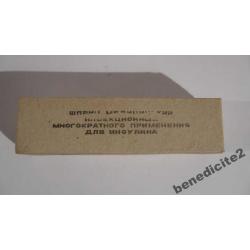 ШПРИЦ
ИНЪЕКЦИОННЫЙ
МНОГОКРАТНОГО ПРИМЕНЕНИЯ
ДЛЯ ИНСУЛИНА
benedicite2